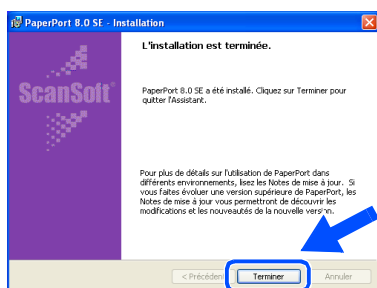 PaperPort 8.0 SE - Installation
L'installation est terminée.
ScanSoft
PaperPort 8.0 SE a été installé. Cliquez sur Terminer pour
quitter l'Assistant.
Pour plus de détails sur l'utilisation de PaperPort dans
différents environnements, lisez les Notes de mise à jour. Si
vous faites évoluer une version supérieure de PaperPort, les
Notes de mise à jour vous permettront de découvrir les
modifications et les nouveautés de la nouvelle version.
< Précédent
Terminer
Annuler